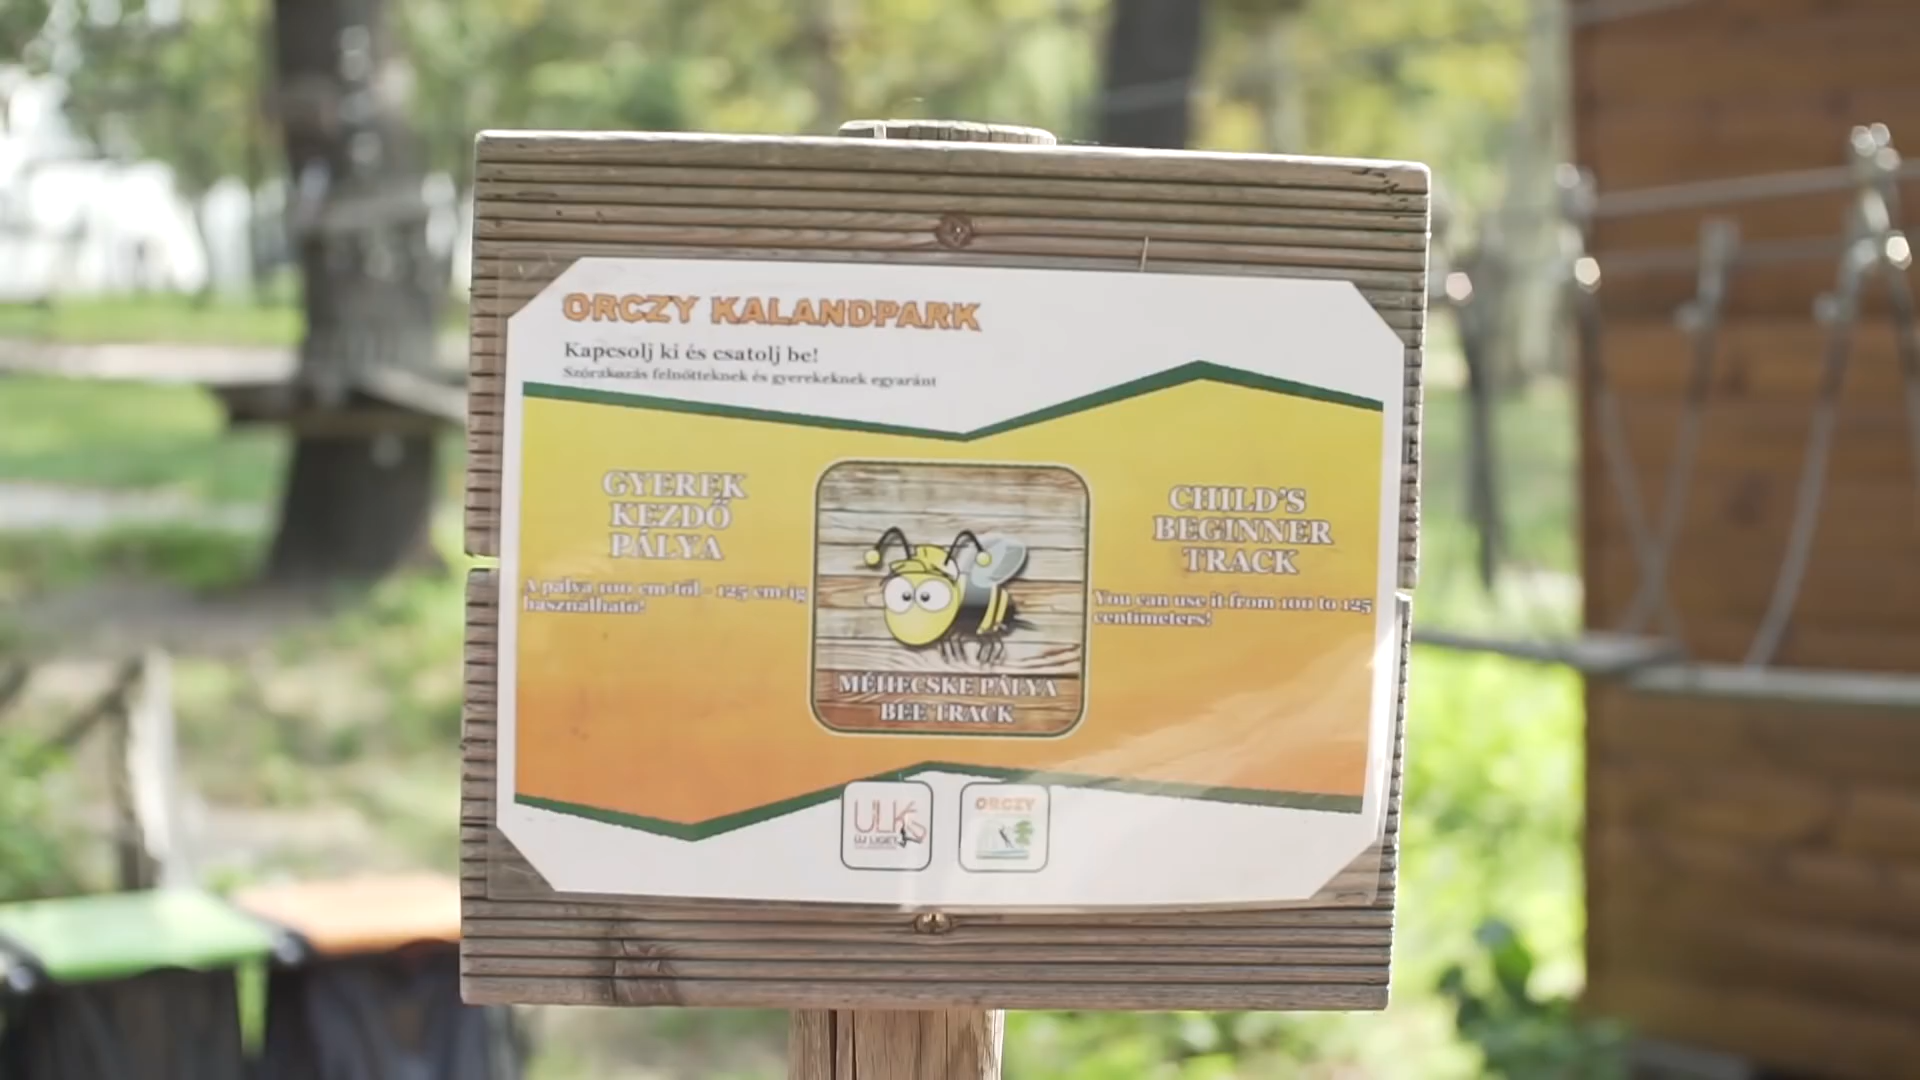 ORCZY KALANDPARK
Kapcsolj ki és csatolj be!
Szórakozás felnőtteknek és gyerekeknek egyaránt
GYEREK
KEZDŐ
PÁLYA
A pálya 100 cm-től - 125 cm-ig
használható!
MÉHECSKE PÁLYA
BEE TRACK
CHILD'S
BEGINNER
TRACK
You can use it from 100 to 125
centimeters!
ULK
ÚJ LIGET
ORCZY